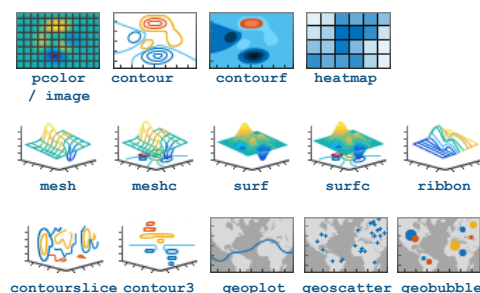 pcolor contour contourf heatmap
/ image
mesh meshc surf surfc ribbon
contourslice contour3 geoplot geoscatter geobubble